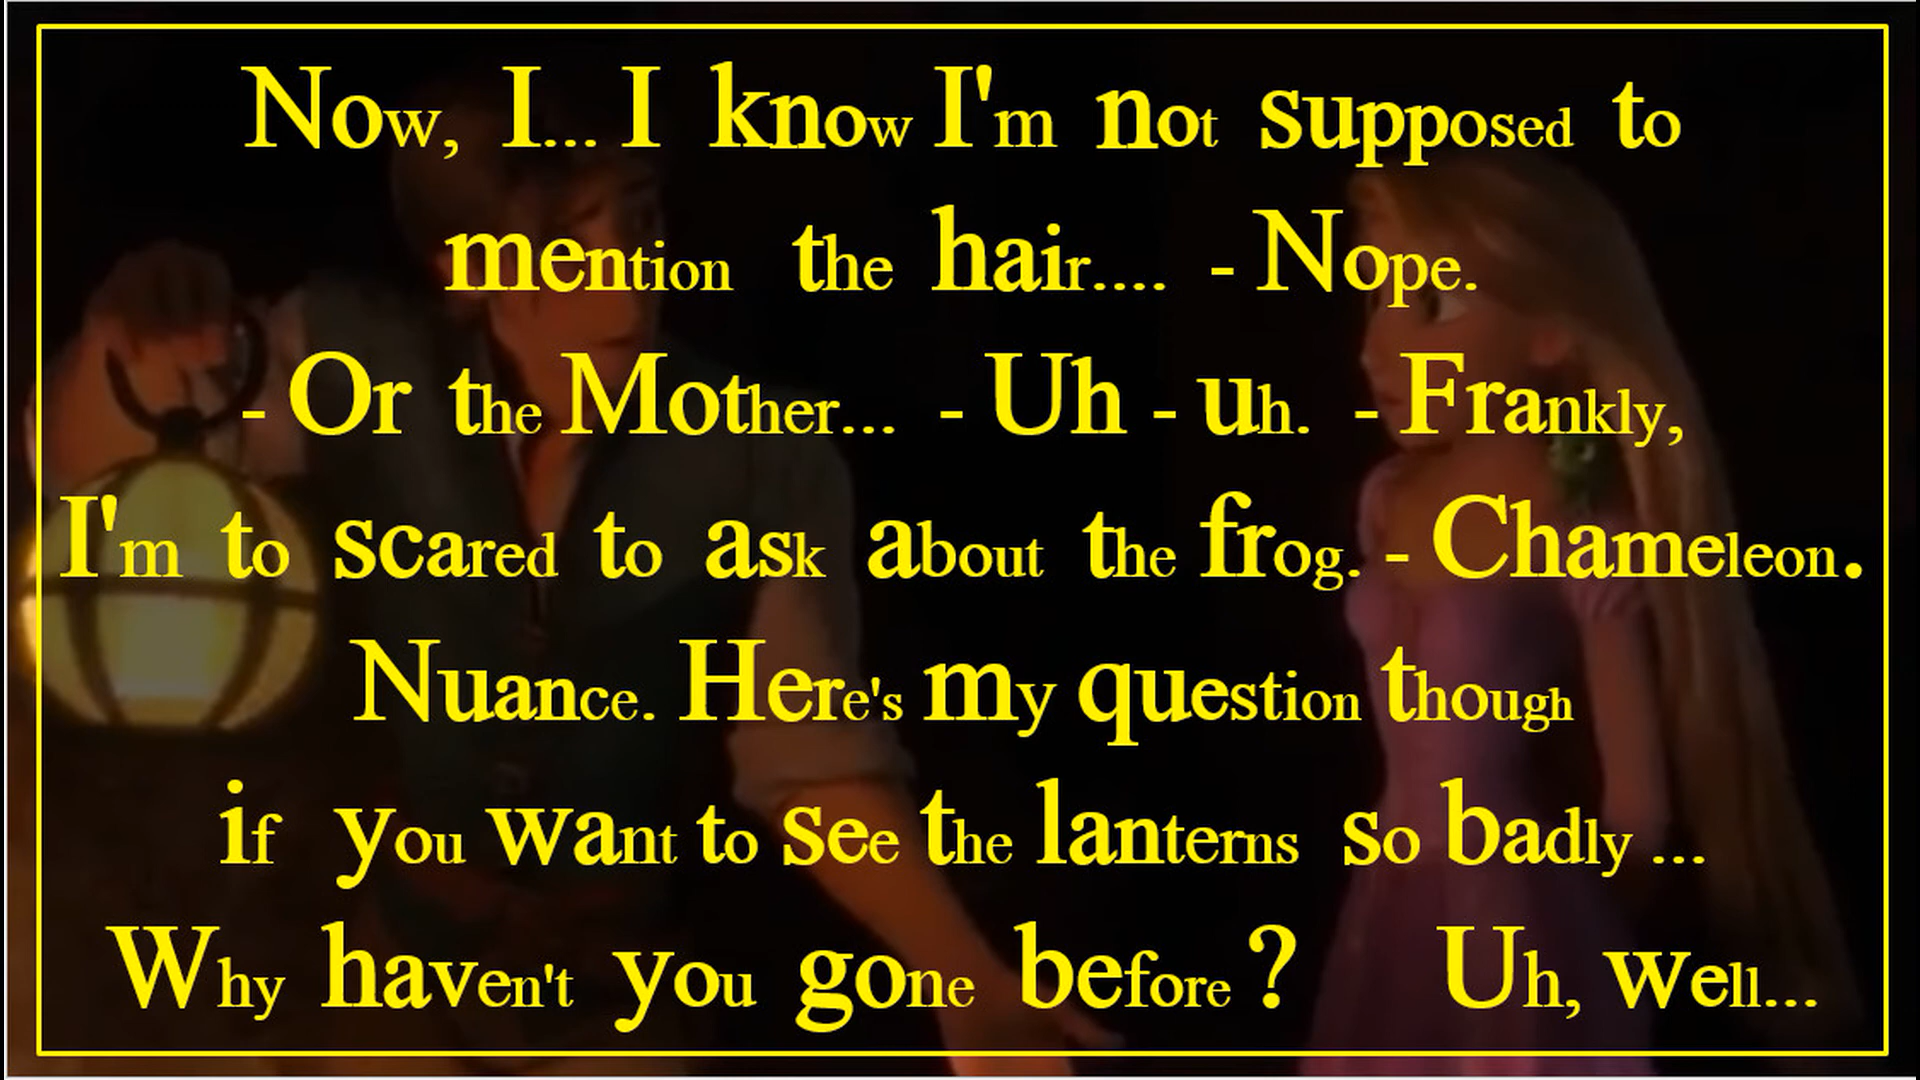 Now, I... I know I'm not supposed to
mention the hair.... - Nope.
- Or the Mother... - Uh - uh. - Frankly,
I'm to scared to ask about the frog. - Chameleon.
Nuance. Here's my question though
if you want to see the lanterns so badly ...
Why haven't you gone before ? Uh, well...